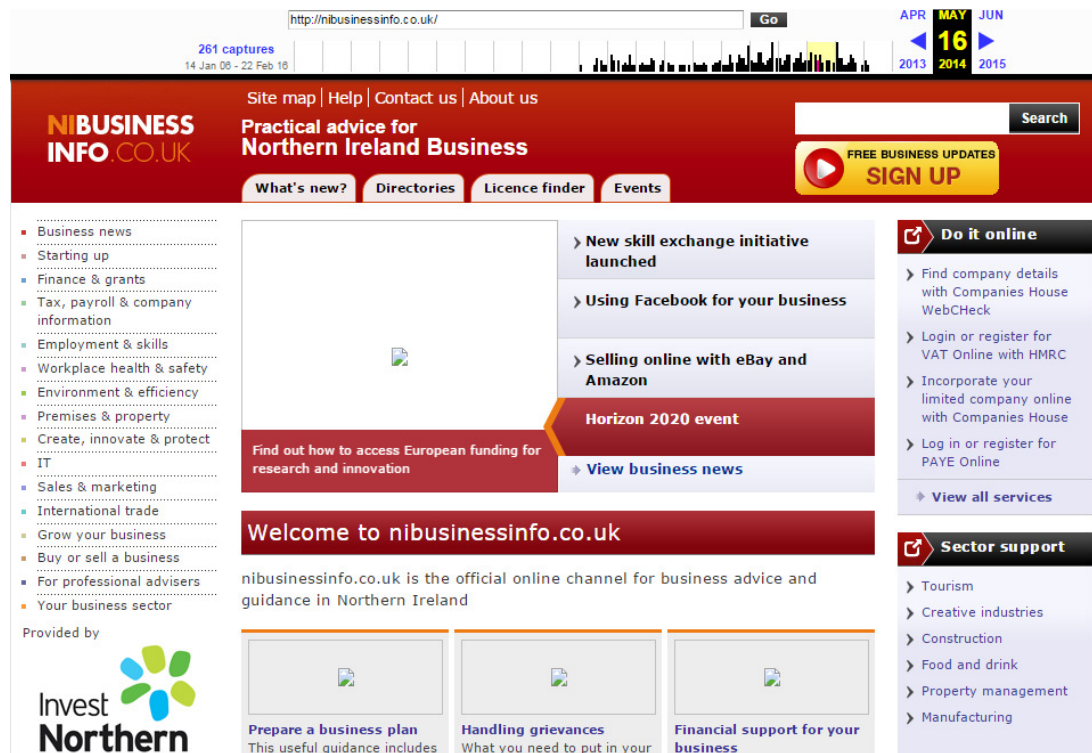 http://nibusinessinfo.co.uk/
Go
APR MAY JUN
261 captures
14 Jan 06 - 22 Feb 16
16
2013 2014 2015
Site map | Help | Contact us | About us
NIBUSINESS
INFO.CO.UK
Practical advice for
Northern Ireland Business
Search
FREE BUSINESS UPDATES
SIGN UP
What's new?
Directories
Licence finder
Events
Business news
Starting up
Finance & grants
Tax, payroll & company
information
Employment & skills
Workplace health & safety
Environment & efficiency
Premises & property
Create, innovate & protect
IT
Sales & marketing
International trade
Grow your business
Buy or sell a business
For professional advisers
Your business sector
Provided by
Invest
Northern
Find out how to access European funding for
research and innovation
New skill exchange initiative
launched
Using Facebook for your business
Selling online with eBay and
Amazon
Horizon 2020 event
View business news
Welcome to nibusinessinfo.co.uk
nibusinessinfo.co.uk is the official online channel for business advice and
guidance in Northern Ireland
Prepare a business plan
This useful guidance includes
Handling grievances
What you need to put in your
Financial support for your
business
Do it online
Find company details
with Companies House
WebCHeck
Login or register for
VAT Online with HMRC
Incorporate your
limited company online
with Companies House
Log in or register for
PAYE Online
View all services
Sector support
Tourism
Creative industries
Construction
Food and drink
Property management
Manufacturing